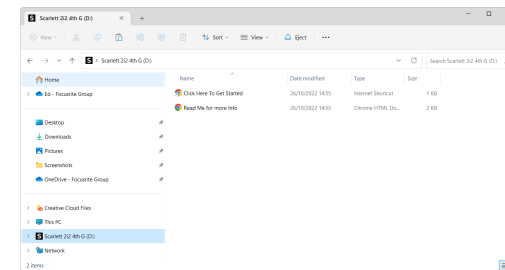 Scarlett 2i2 4th G (D:)
New Sort View Eject
Scarlett 2i2 4th G (D:) Search Scarlett 2i2 4th G (D:)
Home
Ed - Focusrite Group
Desktop
Downloads
Pictures
Screenshots
OneDrive - Focusrite Group
Creative Cloud Files
This PC
Scarlett 2i2 4th G (D:)
Network
Name Date modified Type Size
Click Here To Get Started 26/10/2022 14:55 Internet Shortcut 1 KB
Read Me for more info 26/10/2022 14:55 Chrome HTML Do... 2 KB
2 items